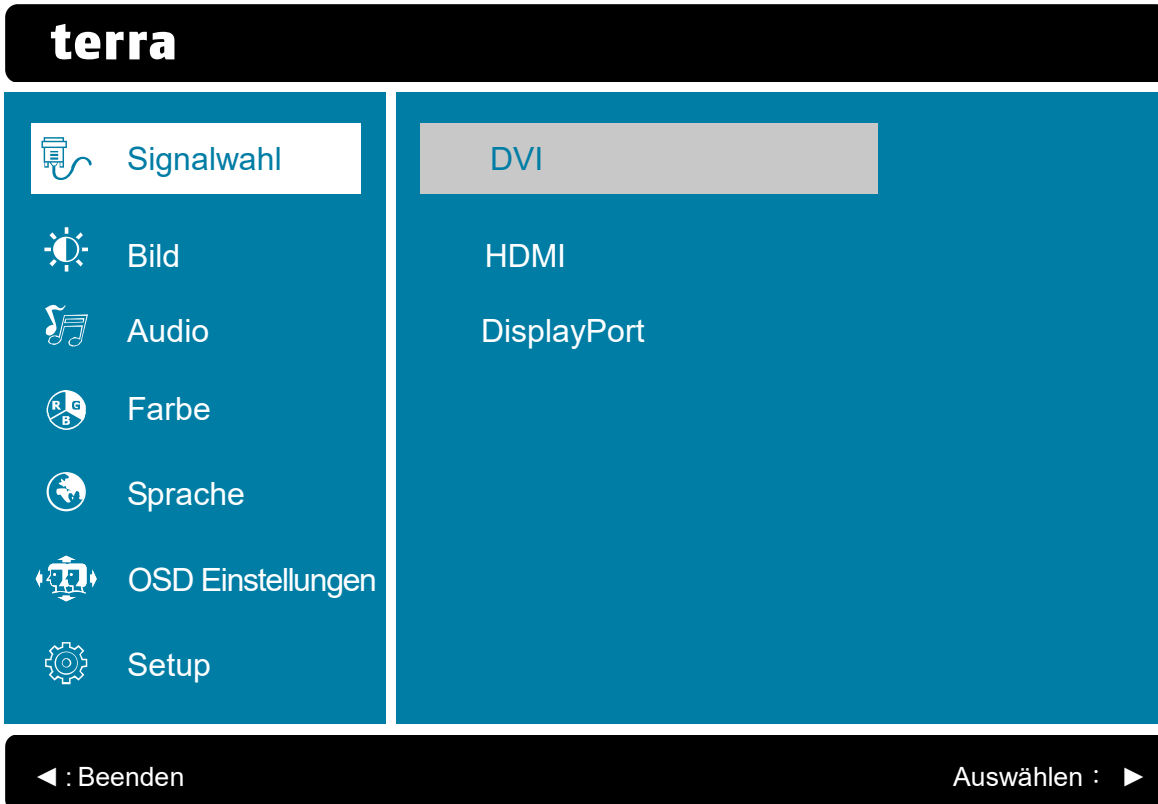 terra
Signalwahl
DVI
Bild
HDMI
Audio
DisplayPort
R G B
Farbe
Sprache
OSD Einstellungen
Setup
◄ : Beenden
Auswählen : ►